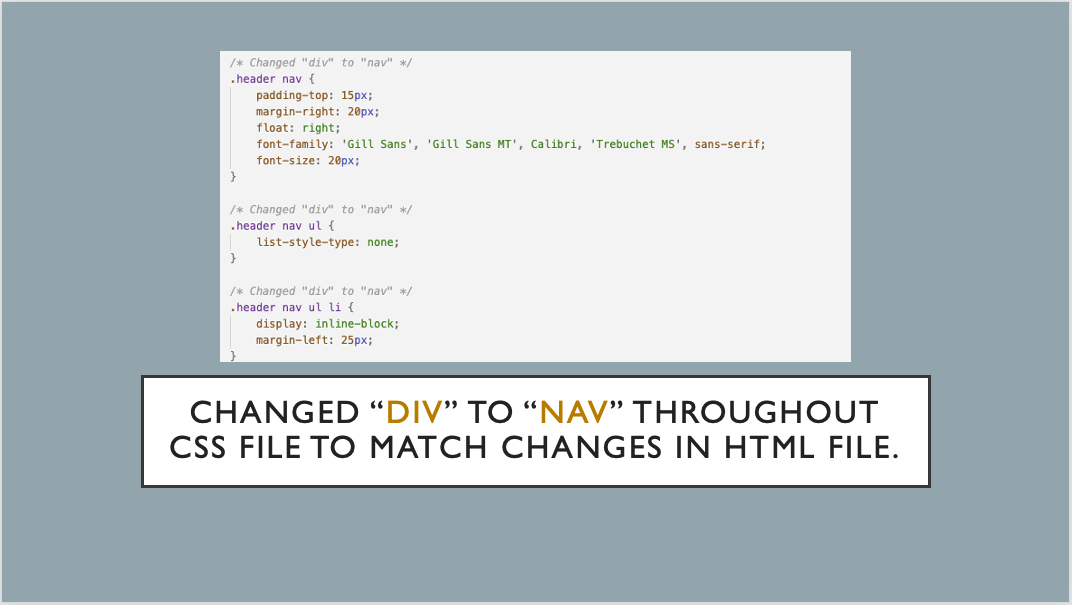 /* Changed "div" to "nav" */
.header nav {
    padding-top: 15px;
    margin-right: 20px;
    float: right;
    font-family: 'Gill Sans', 'Gill Sans MT', Calibri, 'Trebuchet MS', sans-serif;
    font-size: 20px;
}

/* Changed "div" to "nav" */
.header nav ul {
    list-style-type: none;
}

/* Changed "div" to "nav" */
.header nav ul li {
    display: inline-block;
    margin-left: 25px;
}
CHANGED “DIV” TO “NAV” THROUGHOUT
CSS FILE TO MATCH CHANGES IN HTML FILE.